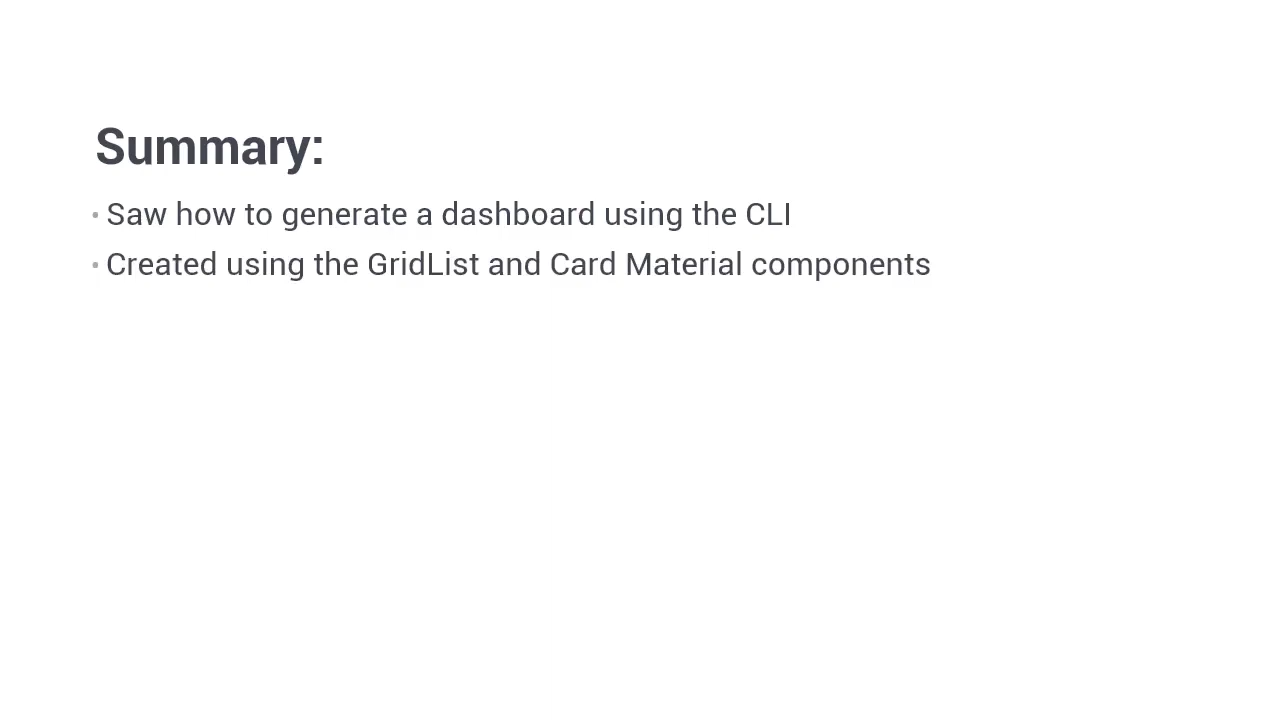 Summary:
• Saw how to generate a dashboard using the CLI
• Created using the GridList and Card Material components